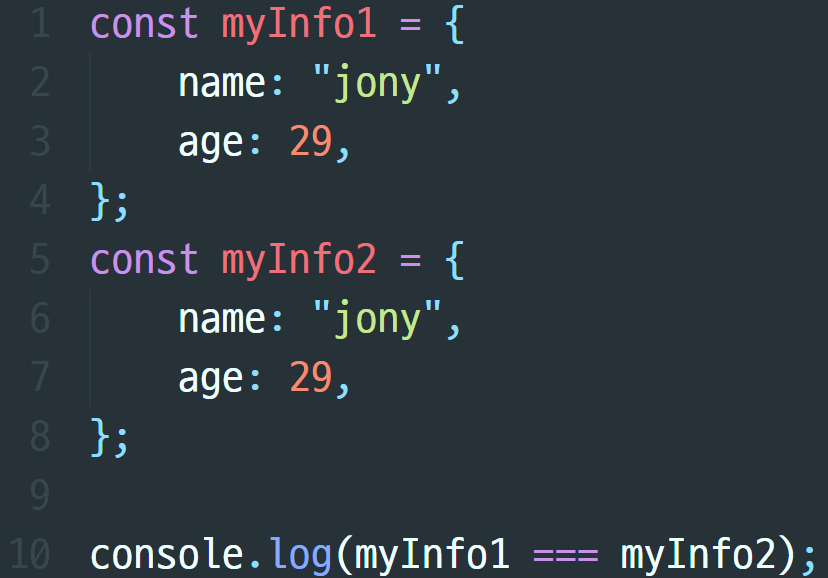 1 const myInfo1 = {
2     name: "jony",
3     age: 29,
4 };
5 const myInfo2 = {
6     name: "jony",
7     age: 29,
8 };
9
10 console.log(myInfo1 === myInfo2);